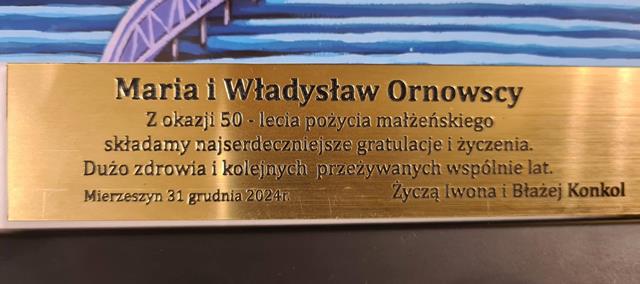 Maria i Władysław Ornowscy
Z okazji 50 - lecia pożycia małżeńskiego
składamy najserdeczniejsze gratulacje i życzenia.
Dużo zdrowia i kolejnych przeżywanych wspólnie lat.
Mierzeszyn 31 grudnia 2024r. Życzą Iwona i Błażej Konkol